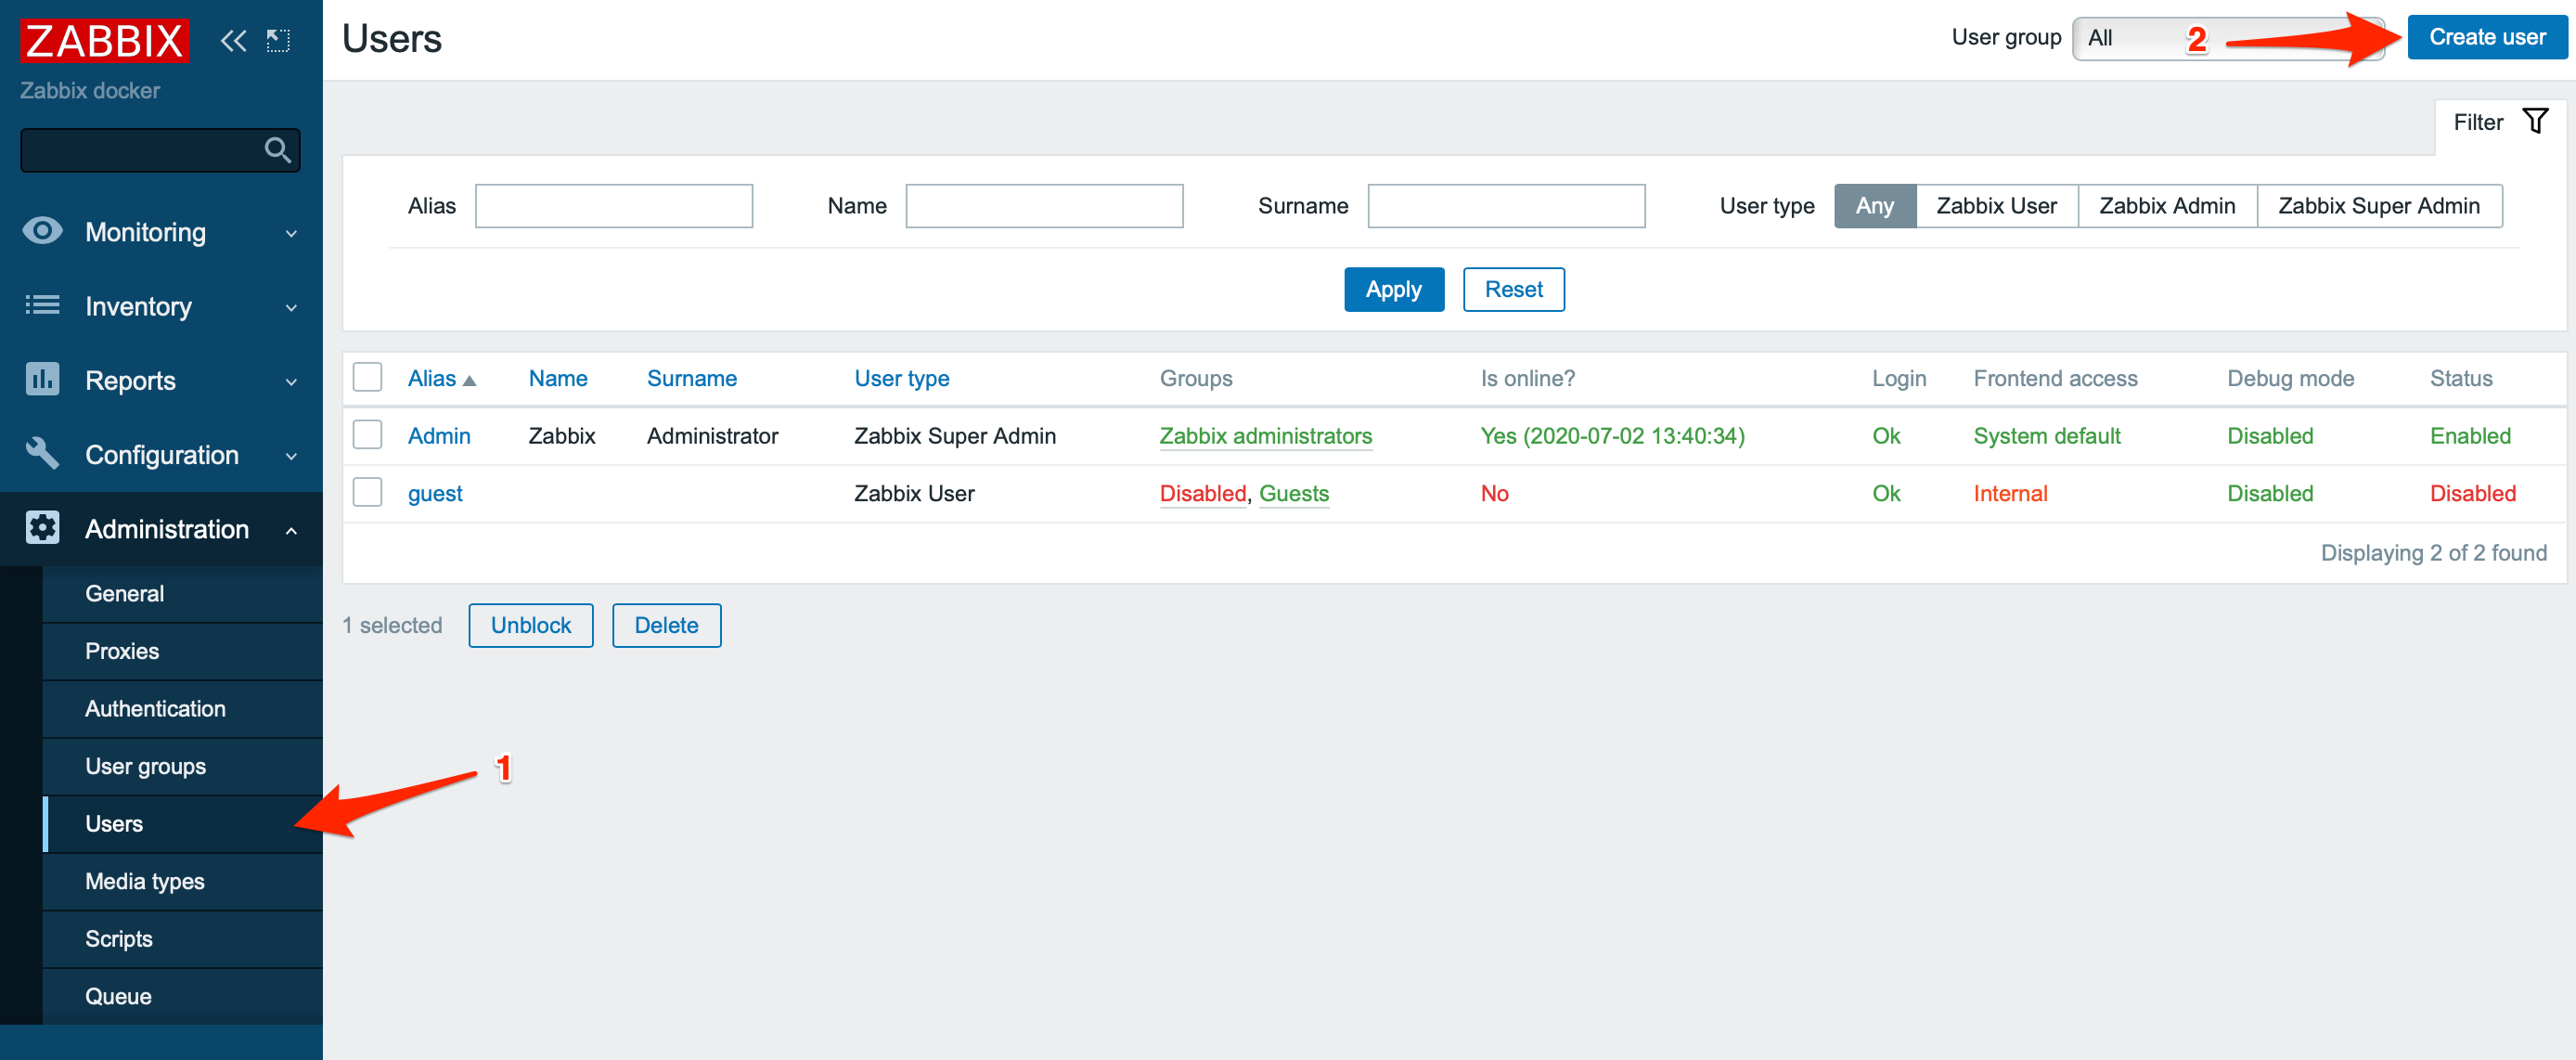 ZABBIX
Zabbix docker
Monitoring
Inventory
Reports
Configuration
Administration
General
Proxies
Authentication
User groups
Users
Media types
Scripts
Queue
1
Users
User group All 2 Create user
Filter
Alias Name Surname User type Any Zabbix User Zabbix Admin Zabbix Super Admin
Apply Reset
Alias Name Surname User type Groups Is online? Login Frontend access Debug mode Status
Admin Zabbix Administrator Zabbix Super Admin Zabbix administrators Yes (2020-07-02 13:40:34) Ok System default Disabled Enabled
guest Zabbix User Disabled, Guests No Ok Internal Disabled Disabled
Displaying 2 of 2 found
1 selected Unblock Delete